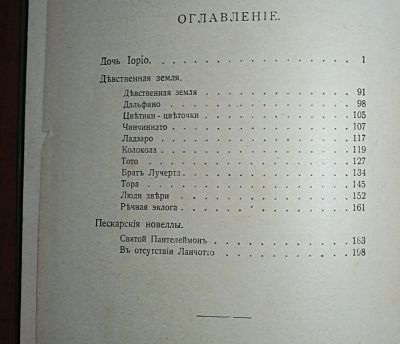 ОГЛАВЛЕНІЕ.
Дочь Іоріо. 1
Дѣвственная земля.
Дѣвственная земля 91
Дальфино 98
Цвѣтики-цвѣточки 105
Чинчиннато 107
Ладзаро 117
Колокола 119
Тото 127
Братъ Лучерта 134
Тора 145
Люди звѣри 152
Рѣчная эклога 161
Пескарскія новеллы.
Святой Пантелеймонъ 183
Въ отсутствіи Ланчотто 198